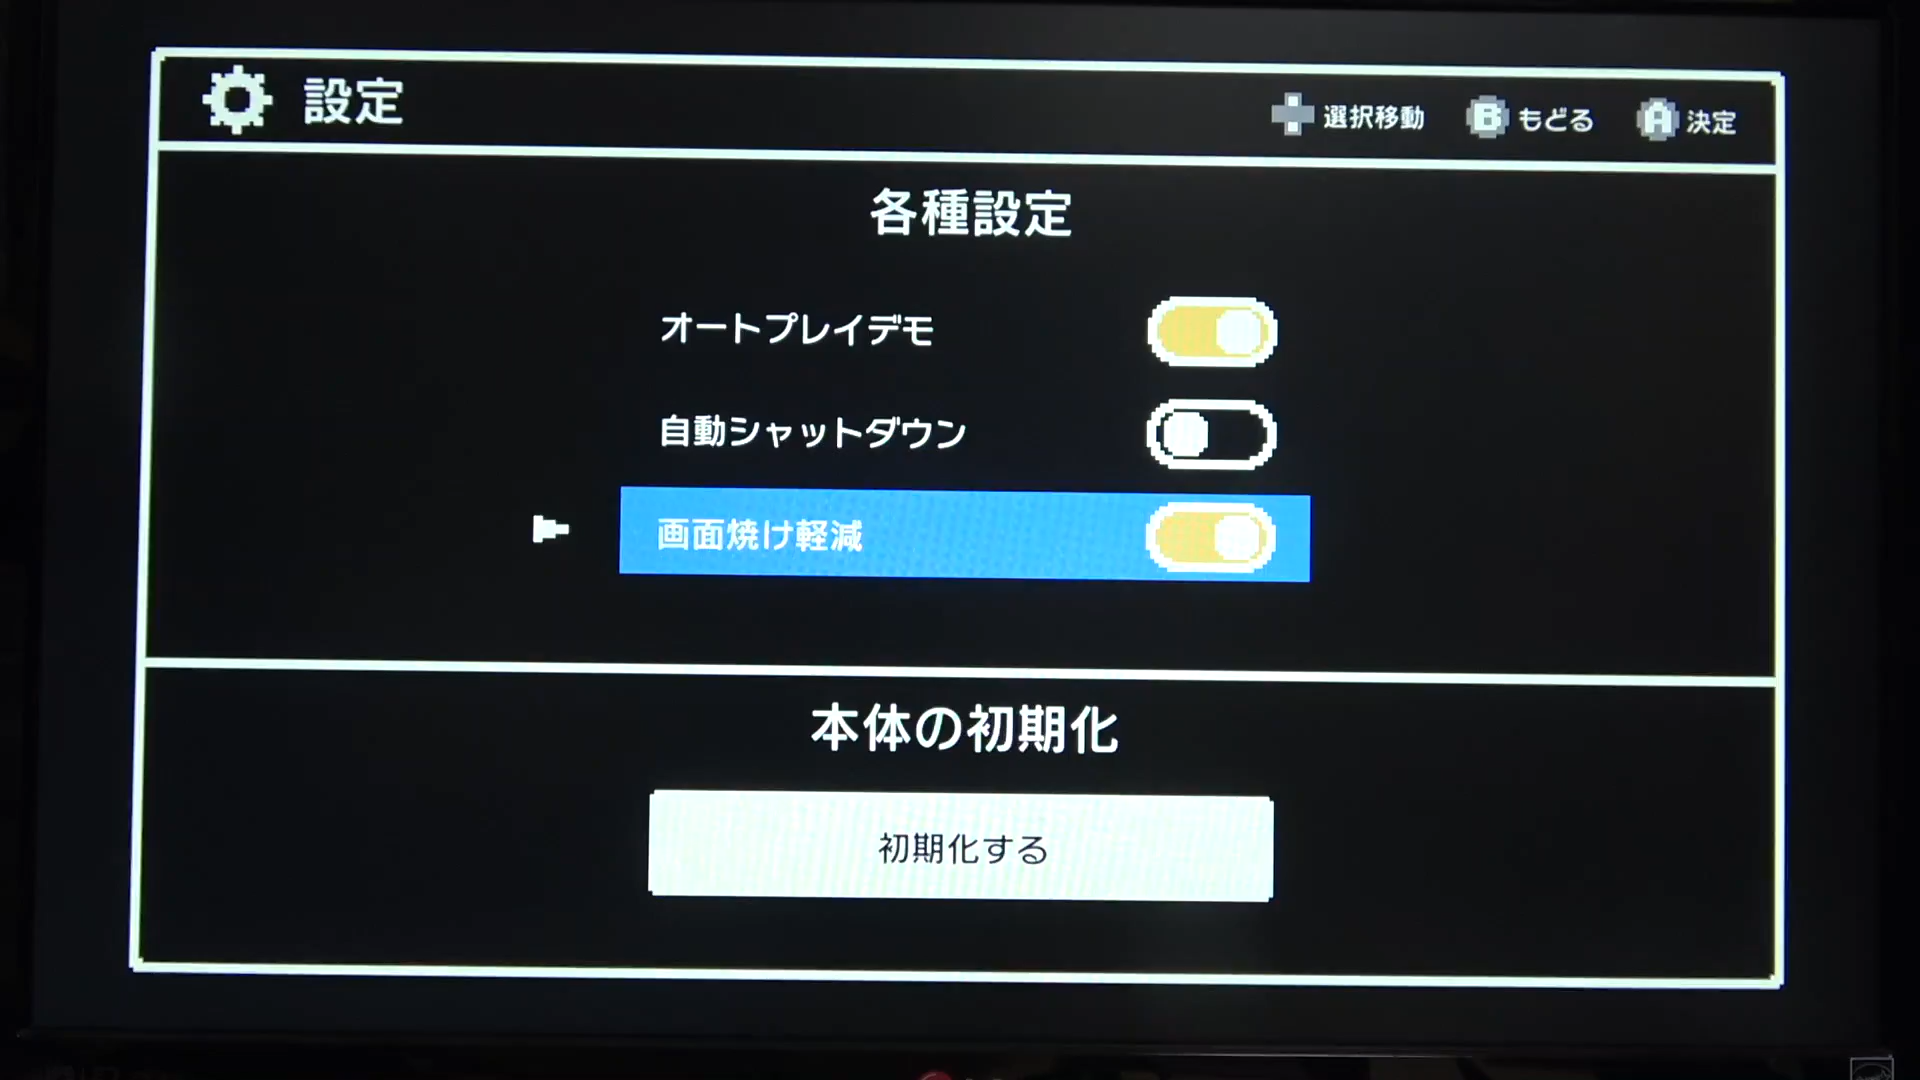 設定
選択移動 B もどる A 決定
各種設定
オートプレイデモ
自動シャットダウン
画面焼け軽減
本体の初期化
初期化する